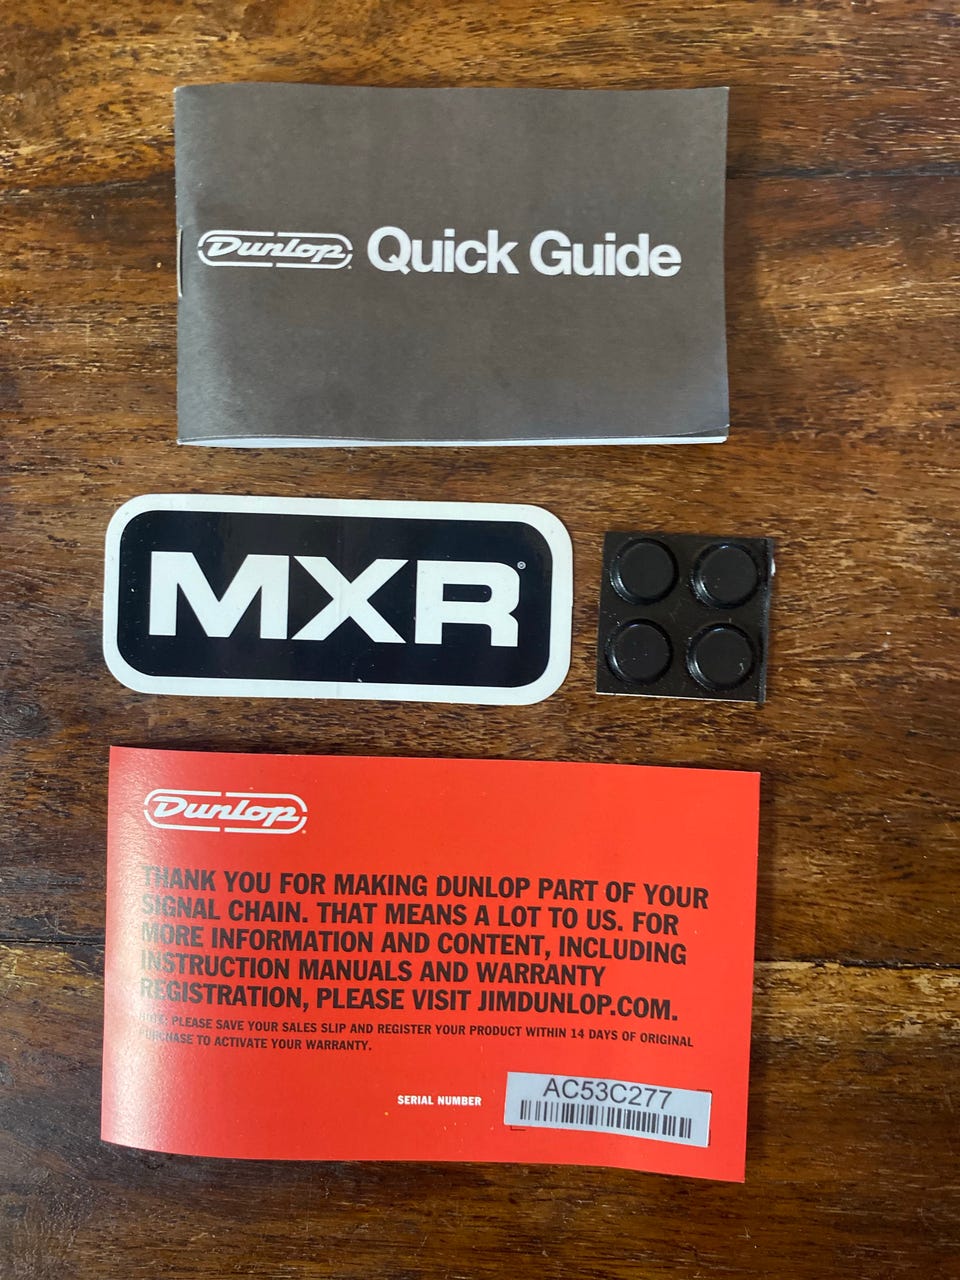 Dunlop Quick Guide
MXR
Dunlop
THANK YOU FOR MAKING DUNLOP PART OF YOUR
SIGNAL CHAIN. THAT MEANS A LOT TO US. FOR
MORE INFORMATION AND CONTENT, INCLUDING
INSTRUCTION MANUALS AND WARRANTY
REGISTRATION, PLEASE VISIT JIMDUNLOP.COM.
NOTE: PLEASE SAVE YOUR SALES SLIP AND REGISTER YOUR PRODUCT WITHIN 14 DAYS OF ORIGINAL
PURCHASE TO ACTIVATE YOUR WARRANTY.
SERIAL NUMBER
AC53C277